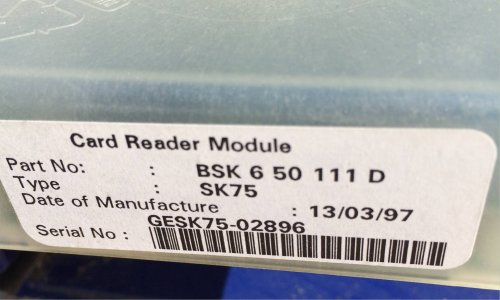 Card Reader Module
Part No: : BSK 6 50 111 D
Type : SK75
Date of Manufacture : 13/03/97
Serial No : GESK75-02896